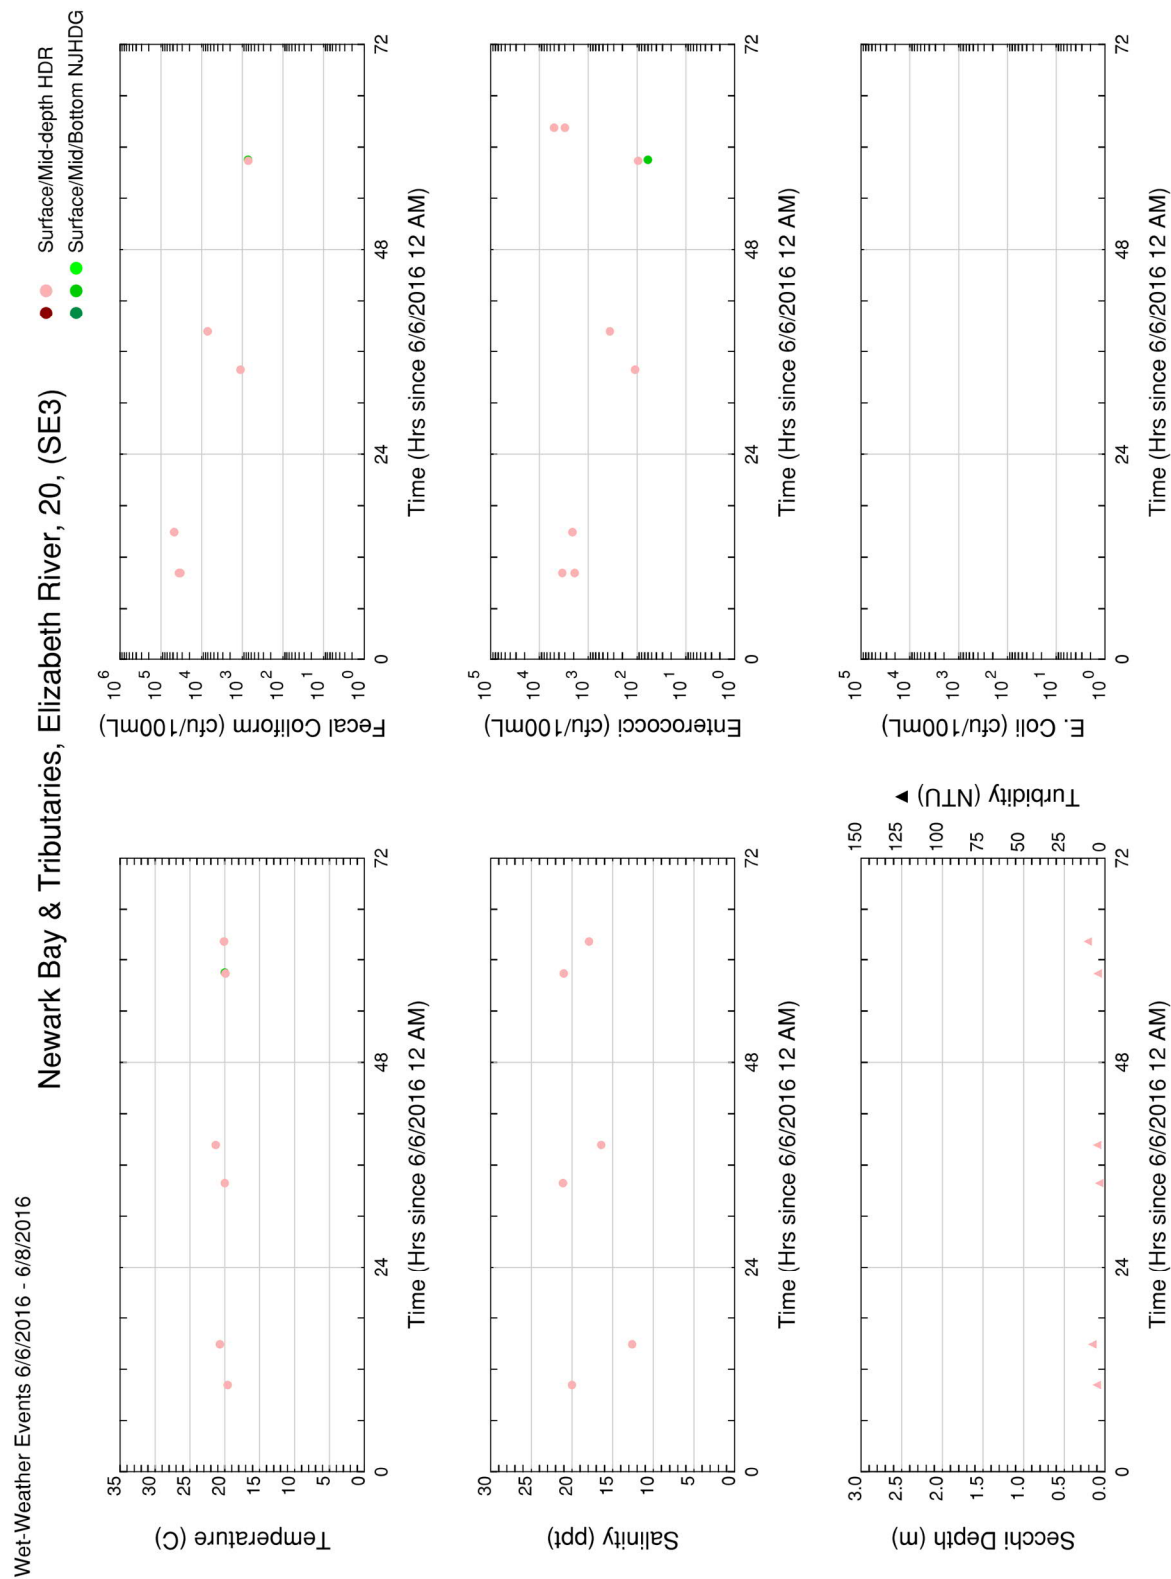 Wet-Weather Events 6/6/2016 - 6/8/2016
Newark Bay & Tributaries, Elizabeth River, 20, (SE3)
Surface/Mid-depth HDR
Surface/Mid/Bottom NJHDG
Temperature (C)
35
30
25
20
15
10
5
0
0 24 48 72
Time (Hrs since 6/6/2016 12 AM)
Fecal Coliform (cfu/100mL)
10 6
10 5
10 4
10 3
10 2
10 1
10 0
0 24 48 72
Time (Hrs since 6/6/2016 12 AM)
Salinity (ppt)
30
25
20
15
10
5
0
0 24 48 72
Time (Hrs since 6/6/2016 12 AM)
Enterococci (cfu/100mL)
10 5
10 4
10 3
10 2
10 1
10 0
0 24 48 72
Time (Hrs since 6/6/2016 12 AM)
Secchi Depth (m)
3.0
2.5
2.0
1.5
1.0
0.5
0.0
0 24 48 72
Time (Hrs since 6/6/2016 12 AM)
150
125
100
75
50
25
0
Turbidity (NTU) ▲
E. Coli (cfu/100mL)
10 5
10 4
10 3
10 2
10 1
10 0
0 24 48 72
Time (Hrs since 6/6/2016 12 AM)